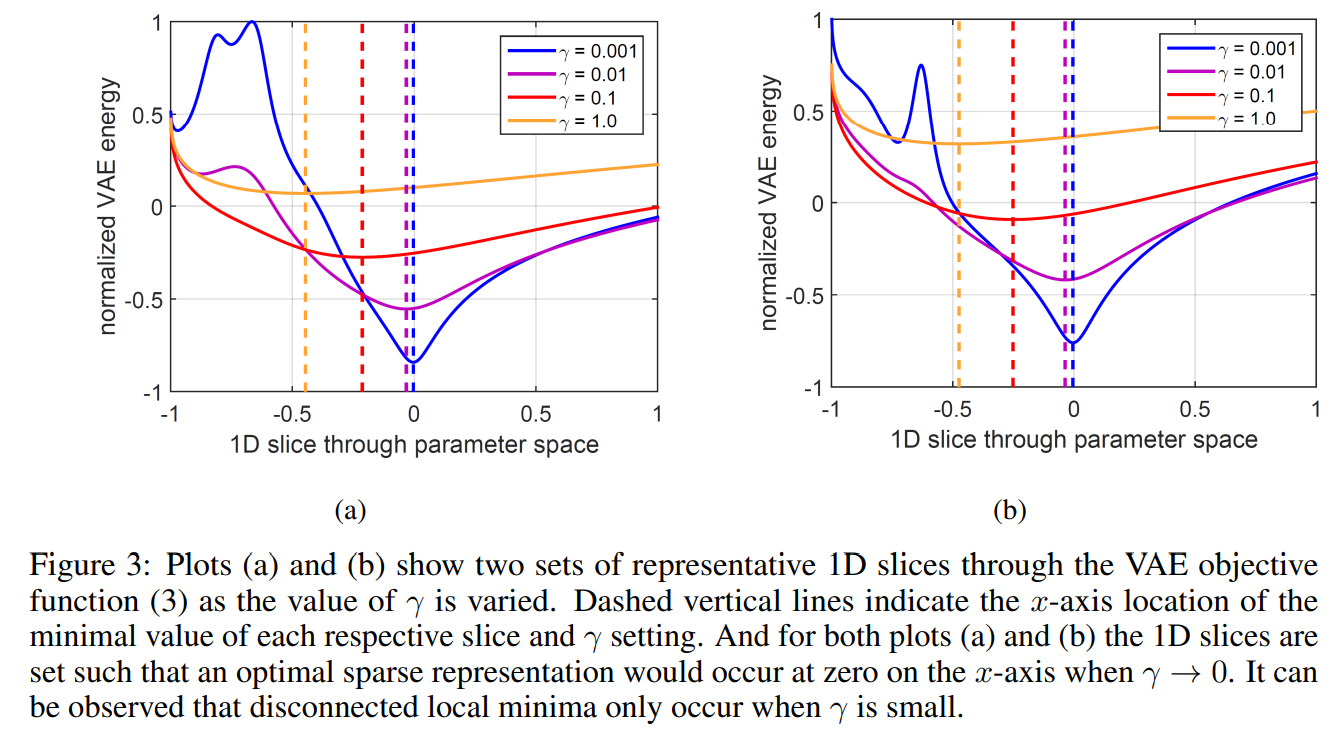 1
0.5
0
-0.5
-1
-1
-0.5
0
0.5
1
normalized VAE energy
1D slice through parameter space
γ = 0.001
γ = 0.01
γ = 0.1
γ = 1.0
(a)
1
0.5
0
-0.5
-1
-1
-0.5
0
0.5
1
normalized VAE energy
1D slice through parameter space
γ = 0.001
γ = 0.01
γ = 0.1
γ = 1.0
(b)
Figure 3: Plots (a) and (b) show two sets of representative 1D slices through the VAE objective
function (3) as the value of γ is varied. Dashed vertical lines indicate the x-axis location of the
minimal value of each respective slice and γ setting. And for both plots (a) and (b) the 1D slices are
set such that an optimal sparse representation would occur at zero on the x-axis when γ → 0. It can
be observed that disconnected local minima only occur when γ is small.